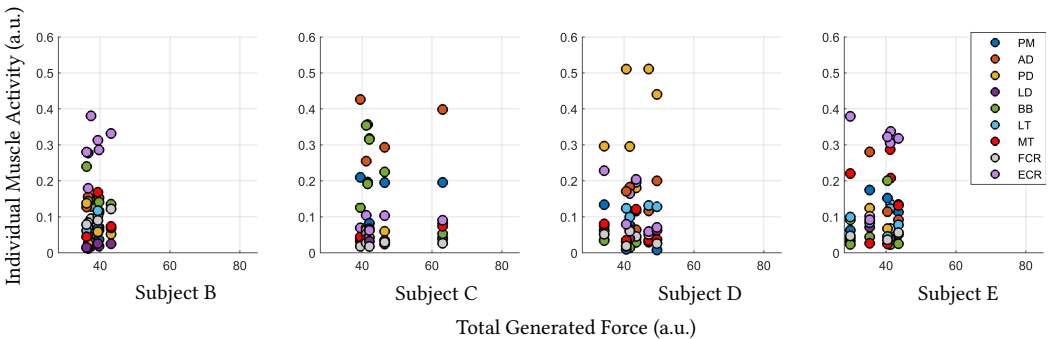 Individual Muscle Activity (a.u.)
0.6 0.5 0.4 0.3 0.2 0.1 0
40 60 80
Subject B
0.6 0.5 0.4 0.3 0.2 0.1 0
40 60 80
Subject C
0.6 0.5 0.4 0.3 0.2 0.1 0
40 60 80
Subject D
0.6 0.5 0.4 0.3 0.2 0.1 0
40 60 80
Subject E
PM
AD
PD
LD
BB
LT
MT
FCR
ECR
Total Generated Force (a.u.)